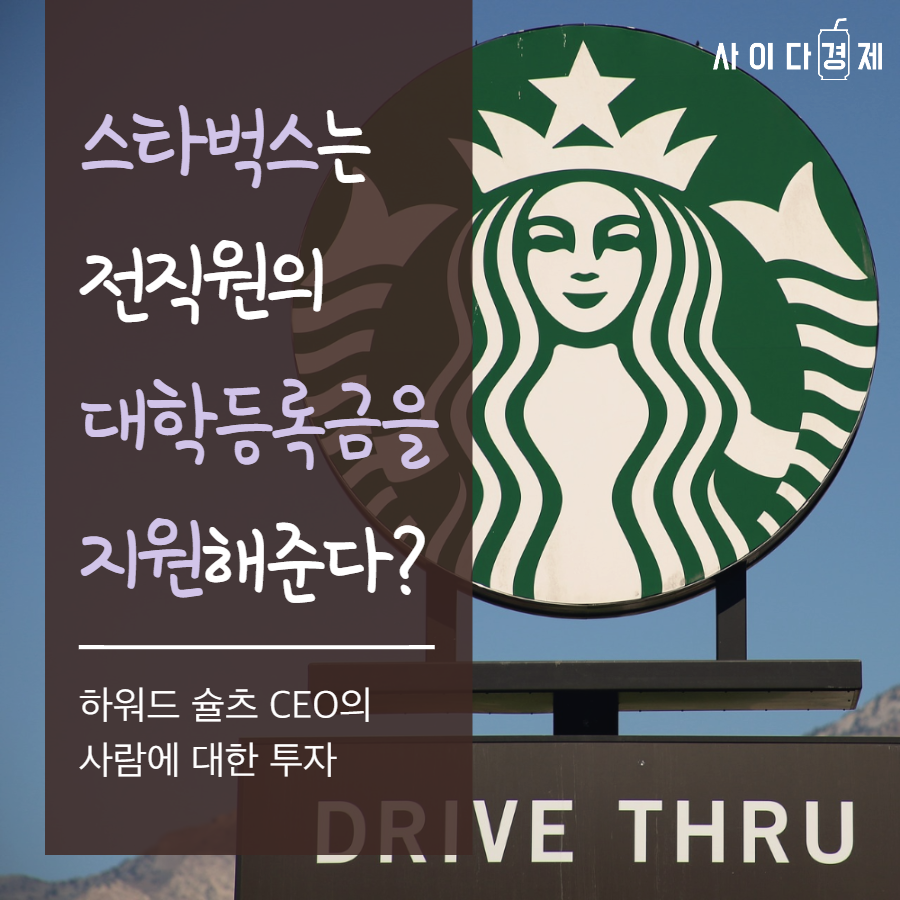 사이다경제
스타벅스는
전직원의
대학등록금을
지원해준다?
하워드 슐츠 CEO의
사람에 대한 투자
DRIVE THRU